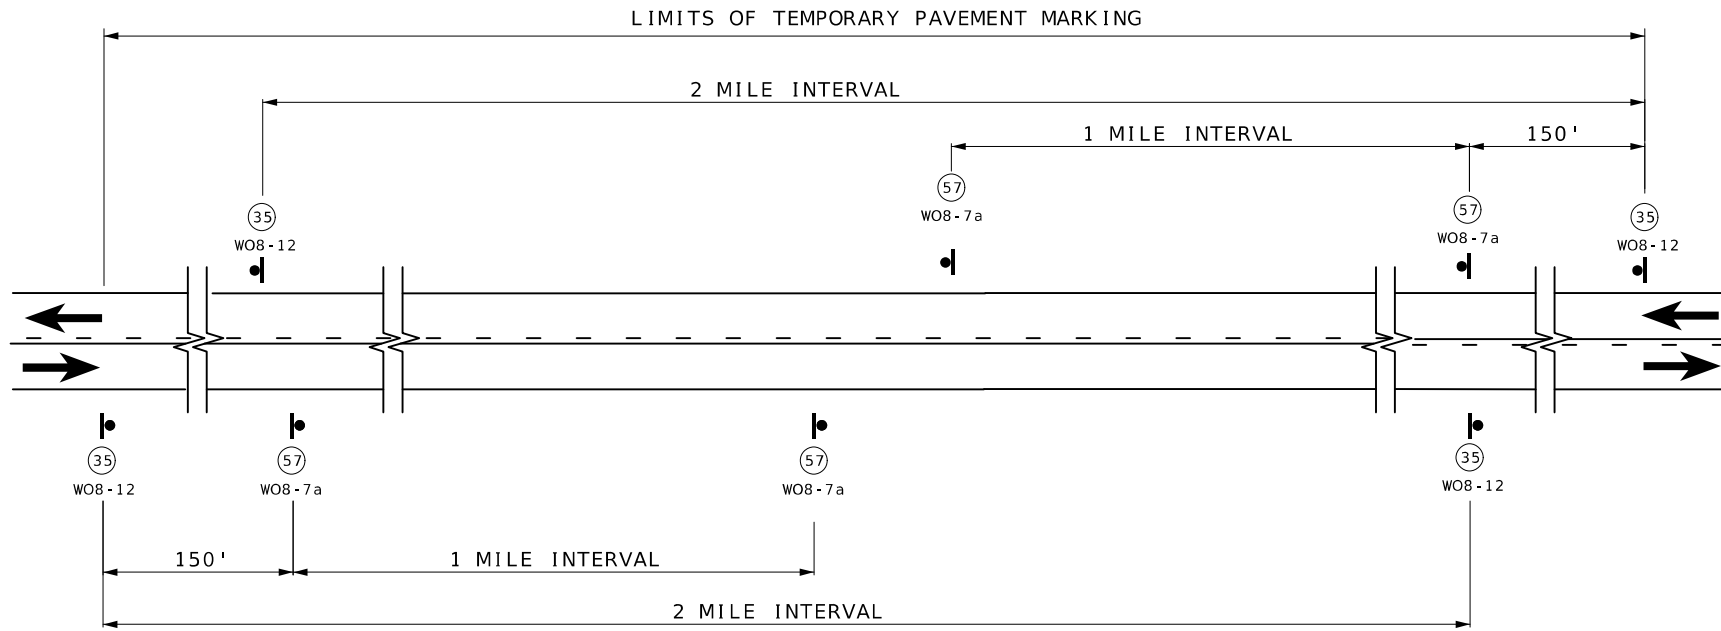 LIMITS OF TEMPORARY PAVEMENT MARKING
2 MILE INTERVAL
1 MILE INTERVAL
150'
57
WO8-7a
57
WO8-7a
35
WO8-12
35
WO8-12
35
WO8-12
57
WO8-7a
57
WO8-7a
35
WO8-12
150'
1 MILE INTERVAL
2 MILE INTERVAL